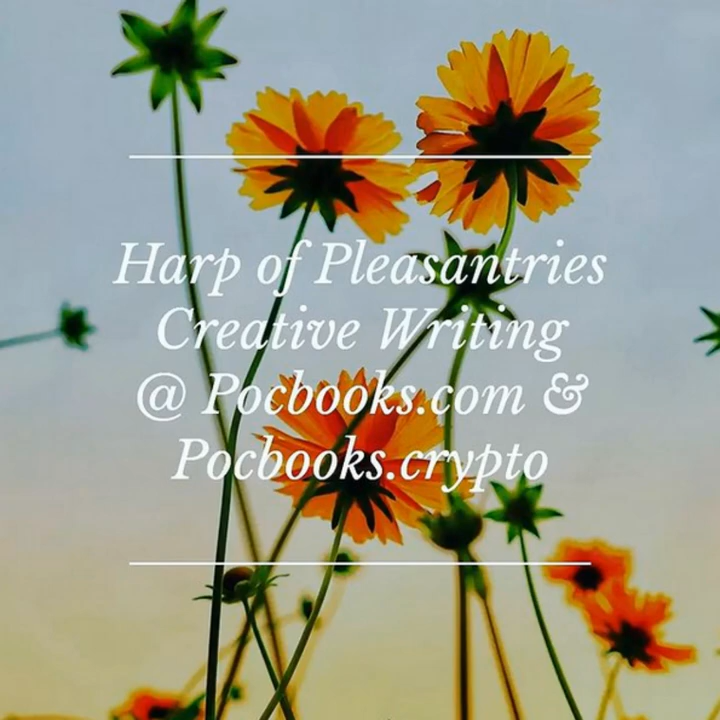 Harp of Pleasantries
Creative Writing
@ Pocbooks.com &
Pocbooks.crypto